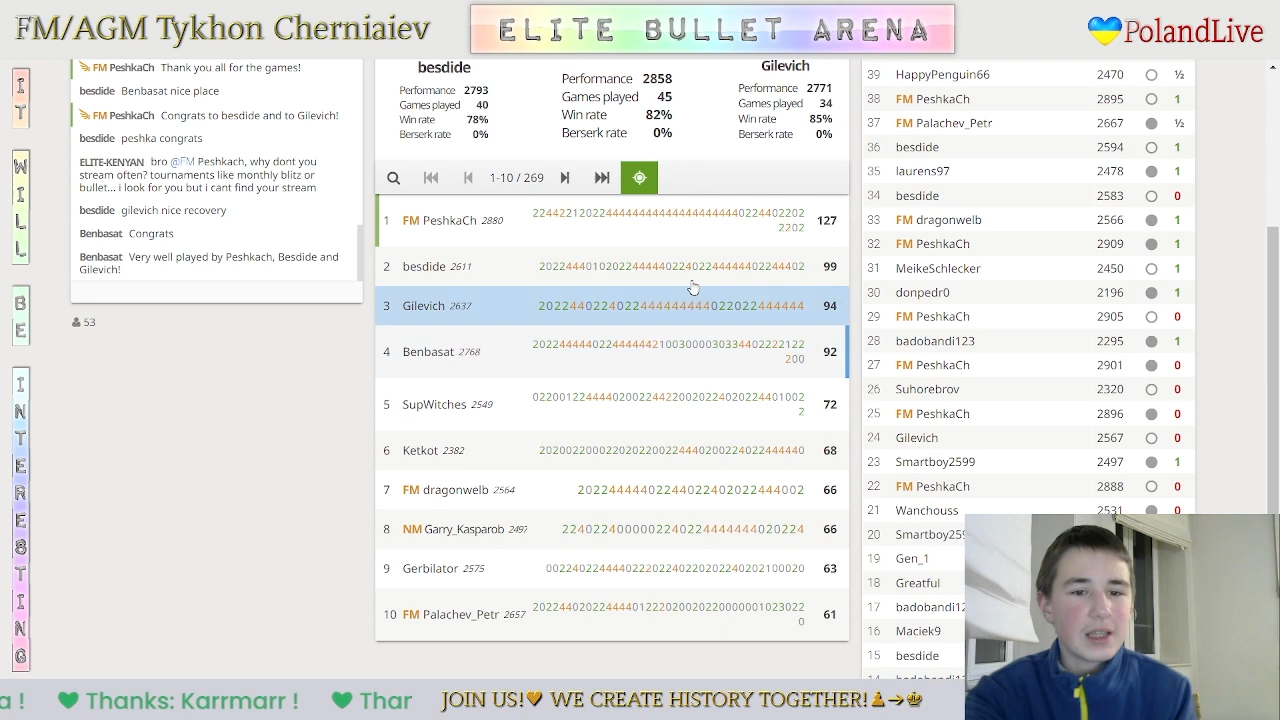 FM/AGM Tykhon Cherniaiev
ELITE BULLET ARENA
PolandLive
IT
WILL
BE
INTERESTING
FM PeshkaCh Thank you all for the games!
besdide Benbasat nice place
FM PeshkaCh Congrats to besdide and to Gilevich!
besdide peshka congrats
ELITE-KENYAN bro @FM Peshkach, why dont you
stream often? tournaments like monthly blitz or
bullet... i look for you but i cant find your stream
besdide gilevich nice recovery
Benbasat Congrats
Benbasat Very well played by Peshkach, Besdide and
Gilevich!
53
besdide
Performance 2793
Games played 40
Win rate 78%
Berserk rate 0%
Performance 2858
Games played 45
Win rate 82%
Berserk rate 0%
Gilevich
Performance 2771
Games played 34
Win rate 85%
Berserk rate 0%
1-10 / 269
1 FM PeshkaCh 2880 127
2 besdide 2611 2022444010202244444022402244444402244402 99
3 Gilevich 2637 94
4 Benbasat 2768 92
5 SupWitches 2549 72
6 Ketkot 2382 68
7 FM dragonwelb 2564 66
8 NM Garry_Kasparob 2497 66
9 Gerbilator 2575 63
10 FM Palachev_Petr 2657 61
39 HappyPenguin66 2470 ½
38 FM PeshkaCh 2895 1
37 FM Palachev_Petr 2667 ½
36 besdide 2594 1
35 laurens97 2478 1
34 besdide 2583 0
33 FM dragonwelb 2566 1
32 FM PeshkaCh 2909 1
31 MeikeSchlecker 2450 1
30 donpedr0 2196 1
29 FM PeshkaCh 2905 0
28 badobandi123 2295 1
27 FM PeshkaCh 2901 0
26 Suhorebrov 2320 0
25 FM PeshkaCh 2896 0
24 Gilevich 2567 0
23 Smartboy2599 2497 1
22 FM PeshkaCh 2888 0
21 Wanchouss 2531 0
20 Smartboy259
19 Gen_1
18 Greatful
17 badobandi12
16 Maciek9
15 besdide
a ! Thanks: Karrmarr ! Thar
JOIN US! WE CREATE HISTORY TOGETHER!